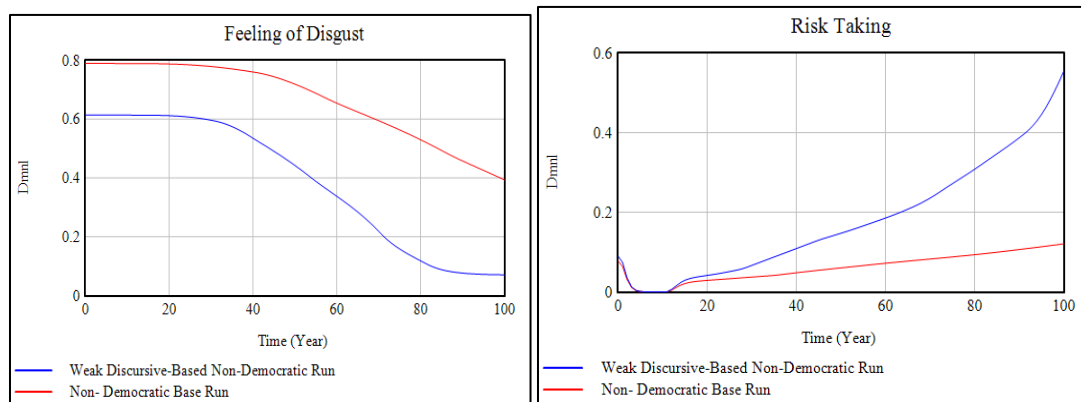 Feeling of Disgust
0.8
0.6
0.4
0.2
0
Dmnl
0 20 40 60 80 100
Time (Year)
Weak Discursive-Based Non-Democratic Run
Non- Democratic Base Run
Risk Taking
0.6
0.4
0.2
0
Dmnl
0 20 40 60 80 100
Time (Year)
Weak Discursive-Based Non-Democratic Run
Non- Democratic Base Run